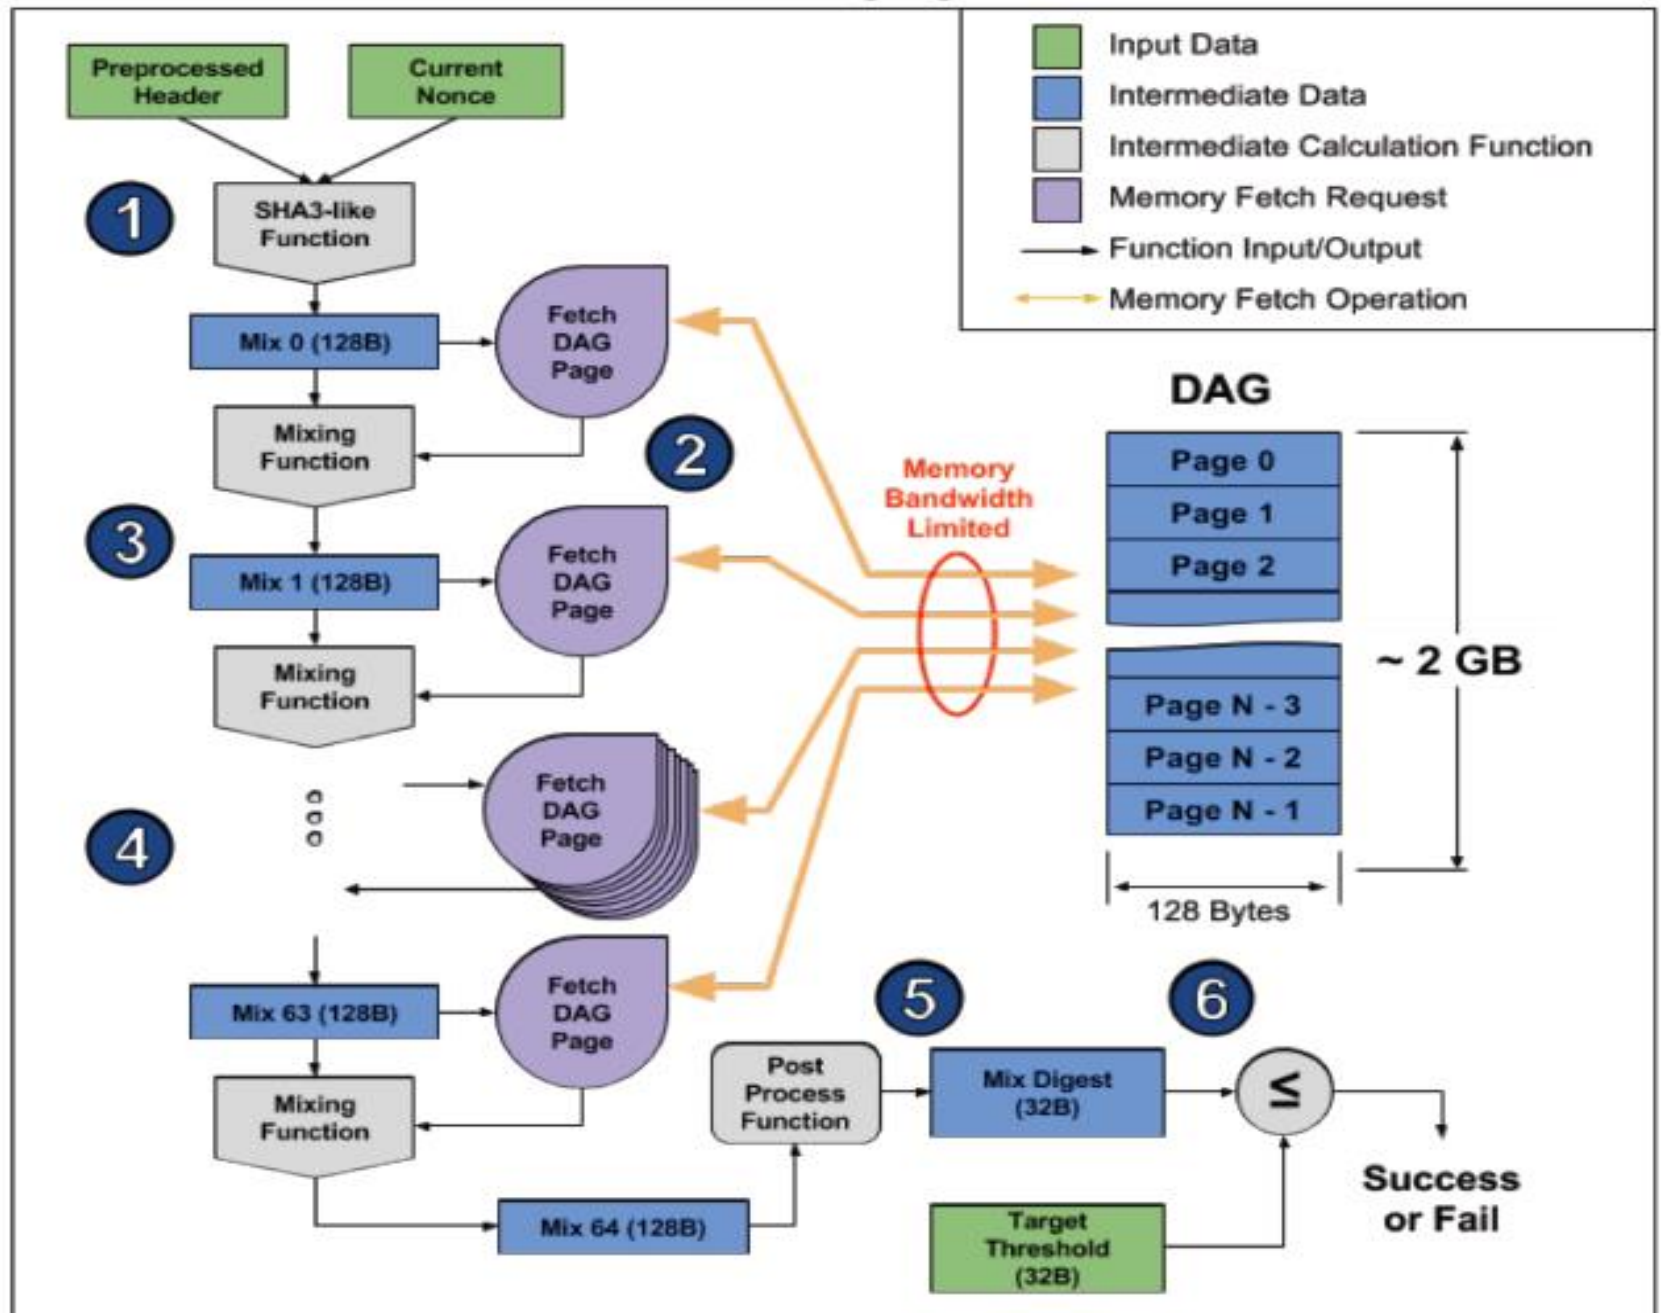 Preprocessed
Header
Current
Nonce
Input Data
Intermediate Data
Intermediate Calculation Function
Memory Fetch Request
Function Input/Output
Memory Fetch Operation
1
SHA3-like
Function
Mix 0 (128B)
Fetch
DAG
Page
Mixing
Function
2
3
Mix 1 (128B)
Fetch
DAG
Page
Mixing
Function
Memory
Bandwidth
Limited
DAG
Page 0
Page 1
Page 2
Page N - 3
Page N - 2
Page N - 1
~ 2 GB
128 Bytes
4
Fetch
DAG
Page
Mix 63 (128B)
Fetch
DAG
Page
Mixing
Function
Mix 64 (128B)
Post
Process
Function
5
Mix Digest
(32B)
6
≤
Target
Threshold
(32B)
Success
or Fail